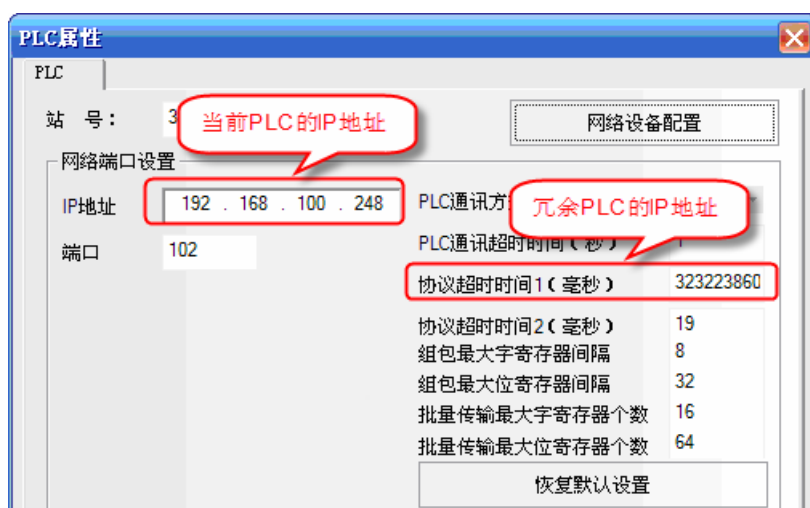 PLC属性
PLC
站 号： 3
当前PLC的IP地址
网络设备配置
网络端口设置
IP地址 192 . 168 . 100 . 248
PLC通讯方
冗余PLC的IP地址
端口 102
PLC通讯超时时间(秒) 1
协议超时时间1(毫秒) 323223860
协议超时时间2(毫秒) 19
组包最大字寄存器间隔 8
组包最大位寄存器间隔 32
批量传输最大字寄存器个数 16
批量传输最大位寄存器个数 64
恢复默认设置